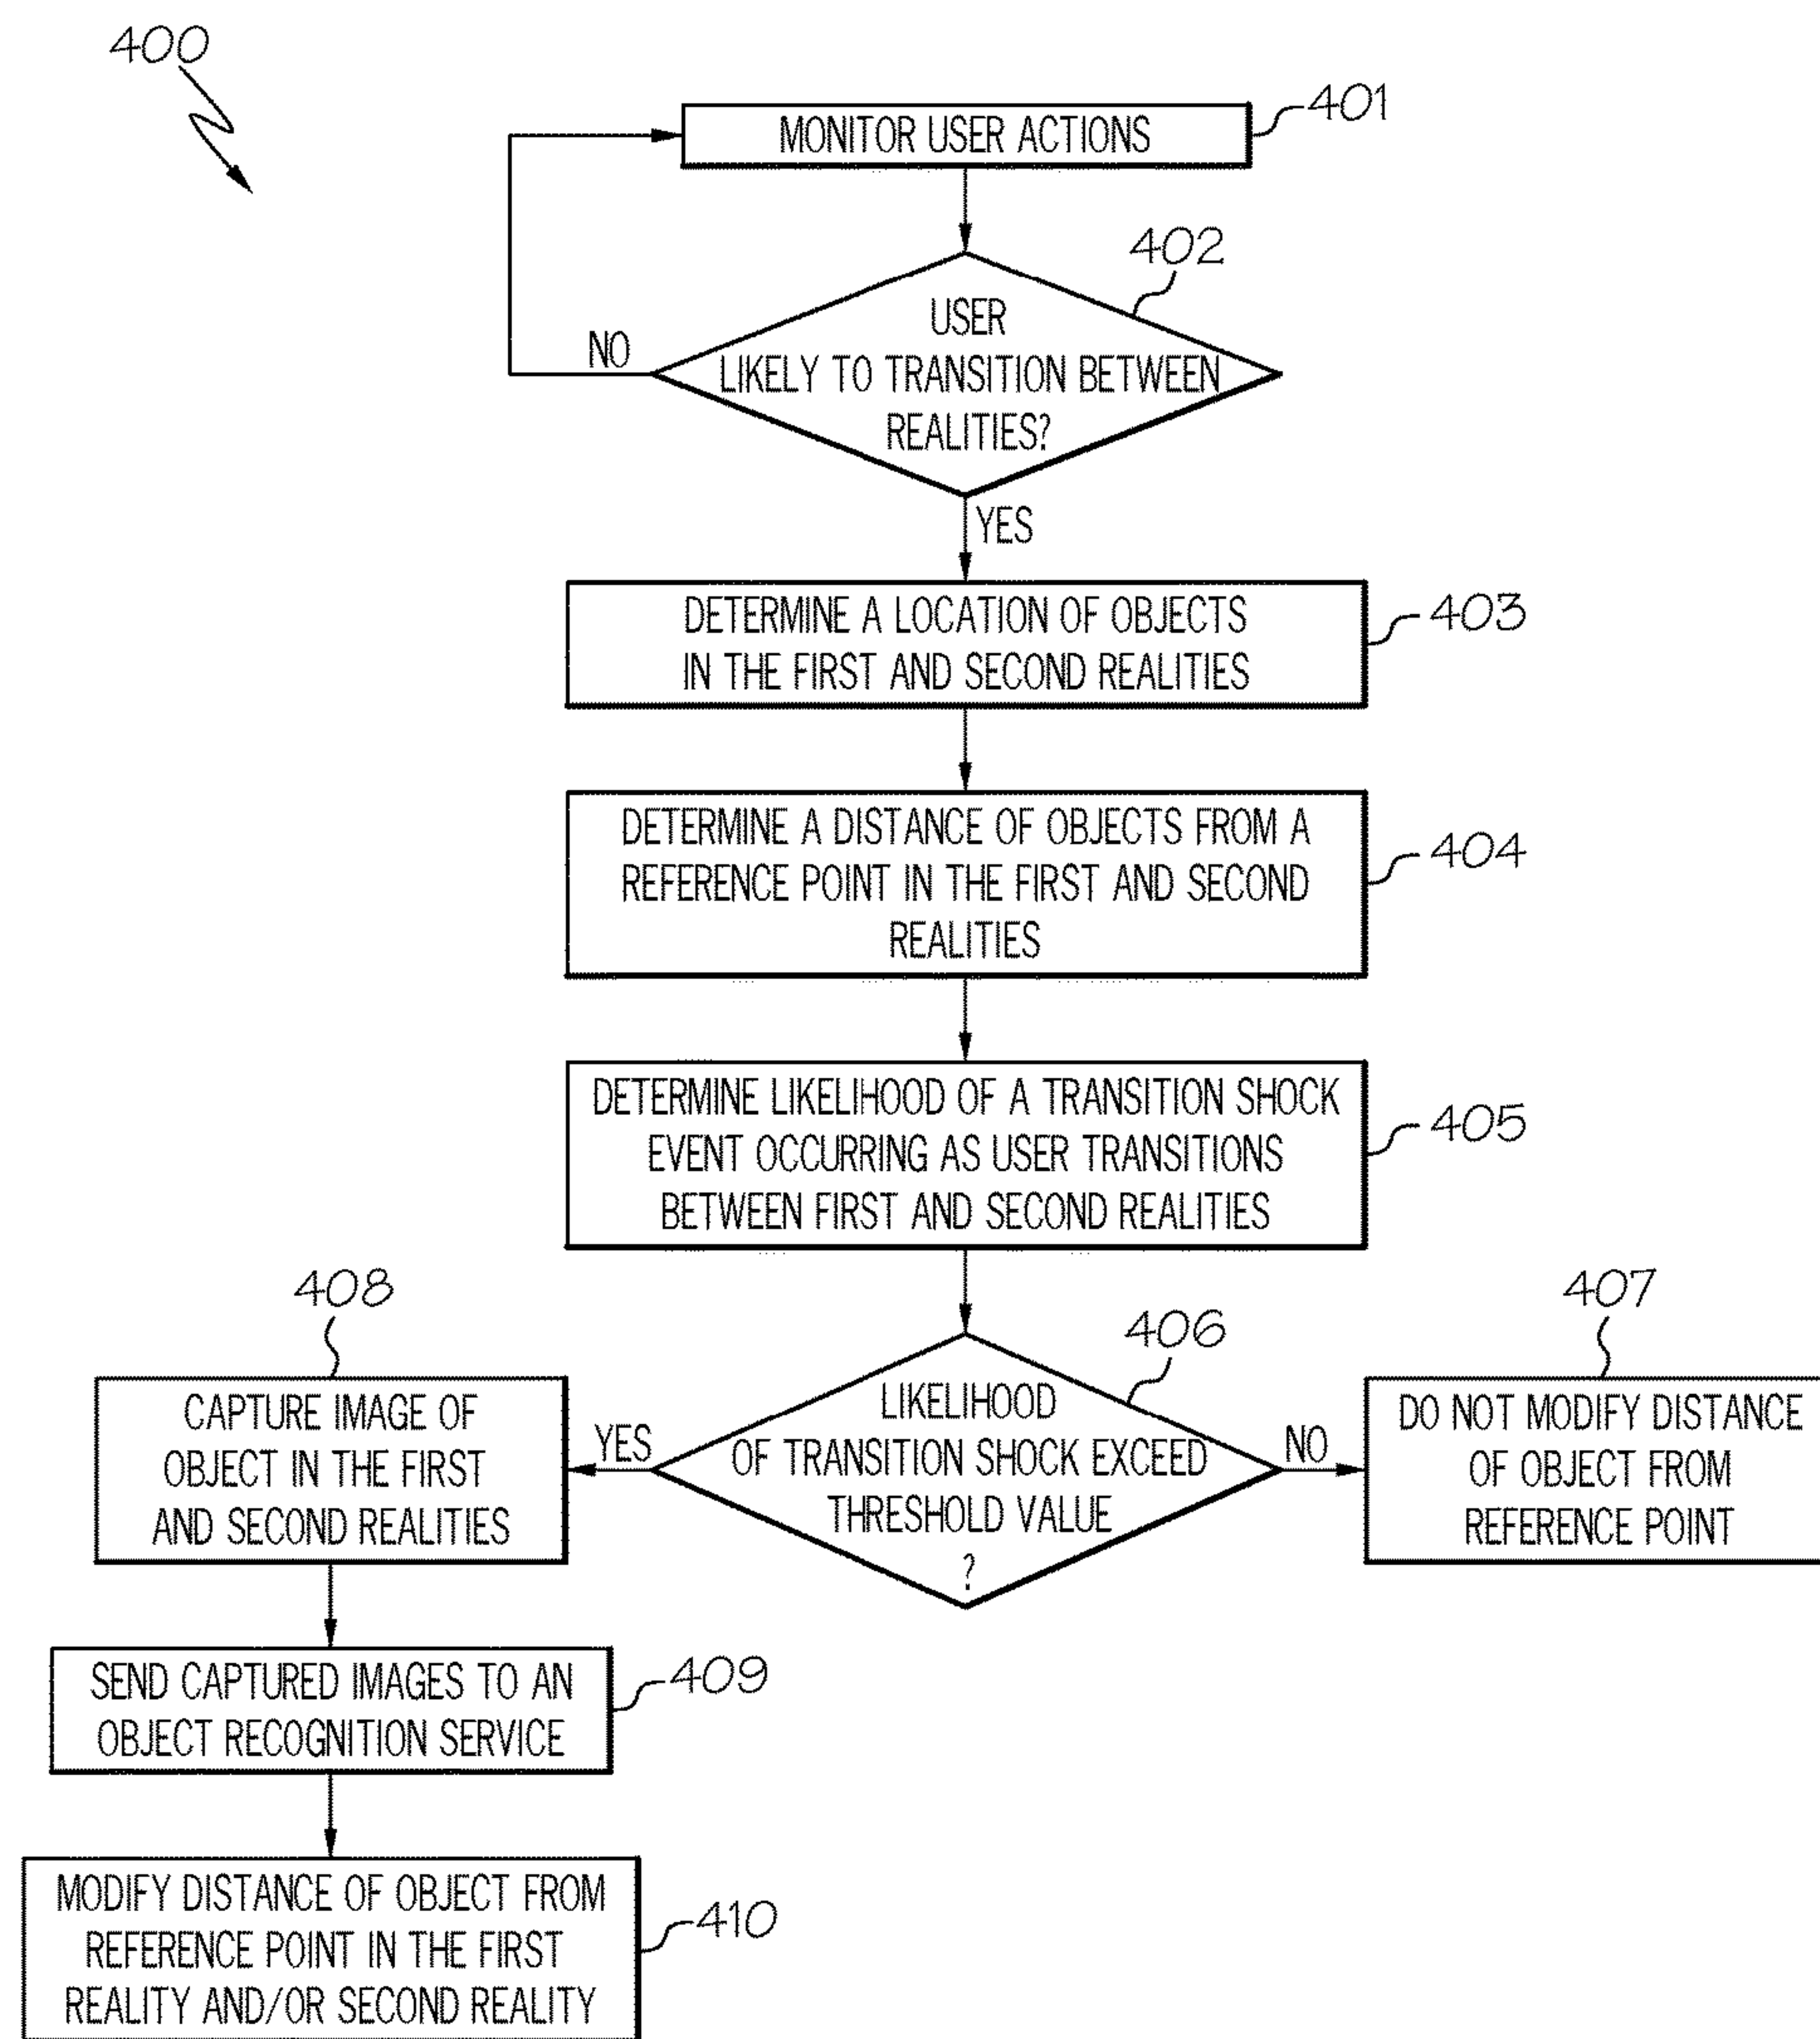 400
MONITOR USER ACTIONS
401
402
USER
LIKELY TO TRANSITION BETWEEN
REALITIES?
NO
YES
DETERMINE A LOCATION OF OBJECTS
IN THE FIRST AND SECOND REALITIES
403
DETERMINE A DISTANCE OF OBJECTS FROM A
REFERENCE POINT IN THE FIRST AND SECOND
REALITIES
404
DETERMINE LIKELIHOOD OF A TRANSITION SHOCK
EVENT OCCURRING AS USER TRANSITIONS
BETWEEN FIRST AND SECOND REALITIES
405
406
LIKELIHOOD
OF TRANSITION SHOCK EXCEED
THRESHOLD VALUE
?
NO
407
DO NOT MODIFY DISTANCE
OF OBJECT FROM
REFERENCE POINT
YES
408
CAPTURE IMAGE OF
OBJECT IN THE FIRST
AND SECOND REALITIES
SEND CAPTURED IMAGES TO AN
OBJECT RECOGNITION SERVICE
409
MODIFY DISTANCE OF OBJECT FROM
REFERENCE POINT IN THE FIRST
REALITY AND/OR SECOND REALITY
410